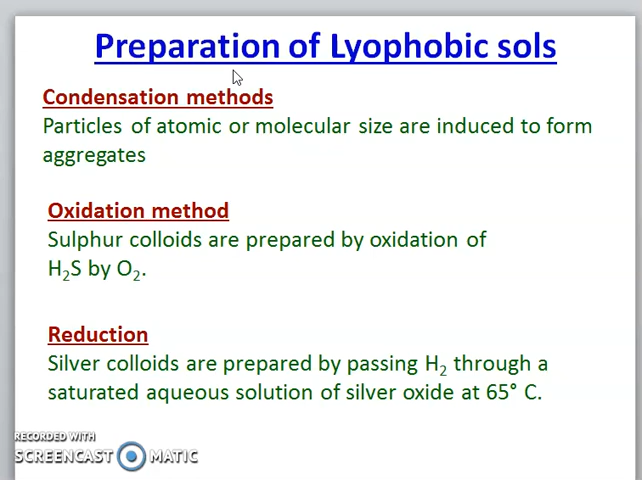 Preparation of Lyophobic sols
Condensation methods
Particles of atomic or molecular size are induced to form
aggregates
Oxidation method
Sulphur colloids are prepared by oxidation of
H₂S by O₂.
Reduction
Silver colloids are prepared by passing H₂ through a
saturated aqueous solution of silver oxide at 65° C.
RECORDED WITH
SCREENCAST MATIC